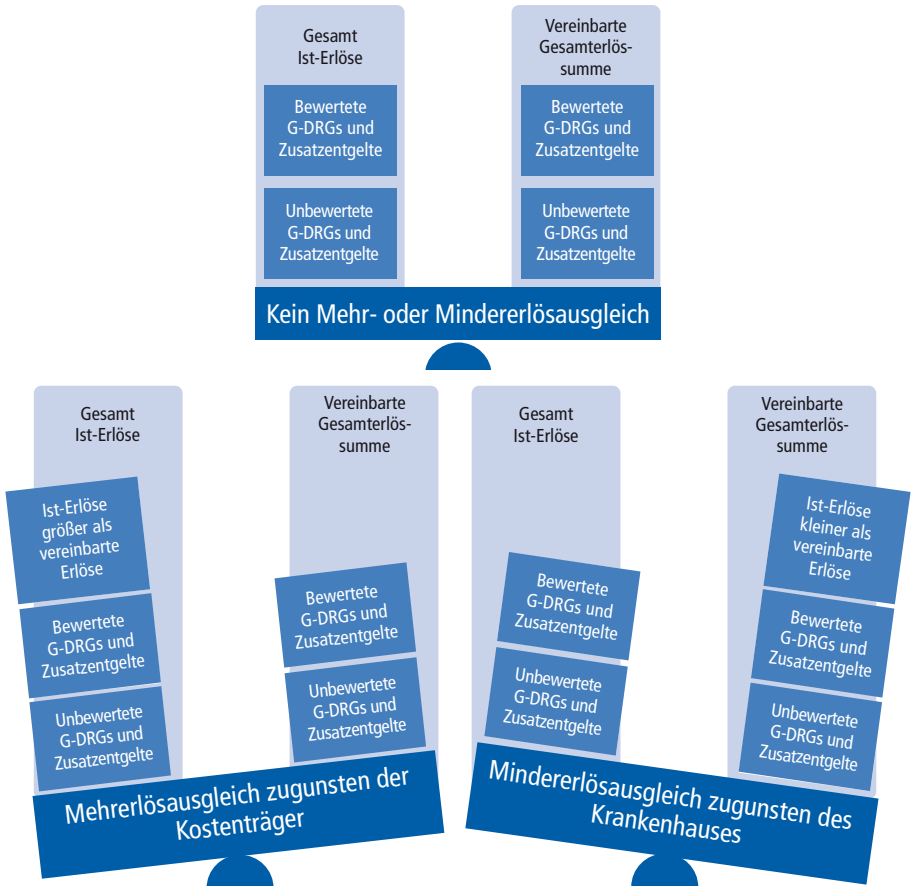 Gesamt
Ist-Erlöse
Bewertete
G-DRGs und
Zusatzentgelte
Unbewertete
G-DRGs und
Zusatzentgelte
Vereinbarte
Gesamterlös-
summe
Bewertete
G-DRGs und
Zusatzentgelte
Unbewertete
G-DRGs und
Zusatzentgelte
Kein Mehr- oder Mindererlösausgleich
Gesamt
Ist-Erlöse
Ist-Erlöse
größer als
vereinbarte
Erlöse
Bewertete
G-DRGs und
Zusatzentgelte
Unbewertete
G-DRGs und
Zusatzentgelte
Vereinbarte
Gesamterlös-
summe
Bewertete
G-DRGs und
Zusatzentgelte
Unbewertete
G-DRGs und
Zusatzentgelte
Mehrerlösausgleich zugunsten der
Kostenträger
Gesamt
Ist-Erlöse
Bewertete
G-DRGs und
Zusatzentgelte
Unbewertete
G-DRGs und
Zusatzentgelte
Vereinbarte
Gesamterlös-
summe
Ist-Erlöse
kleiner als
vereinbarte
Erlöse
Bewertete
G-DRGs und
Zusatzentgelte
Unbewertete
G-DRGs und
Zusatzentgelte
Mindererlösausgleich zugunsten des
Krankenhauses